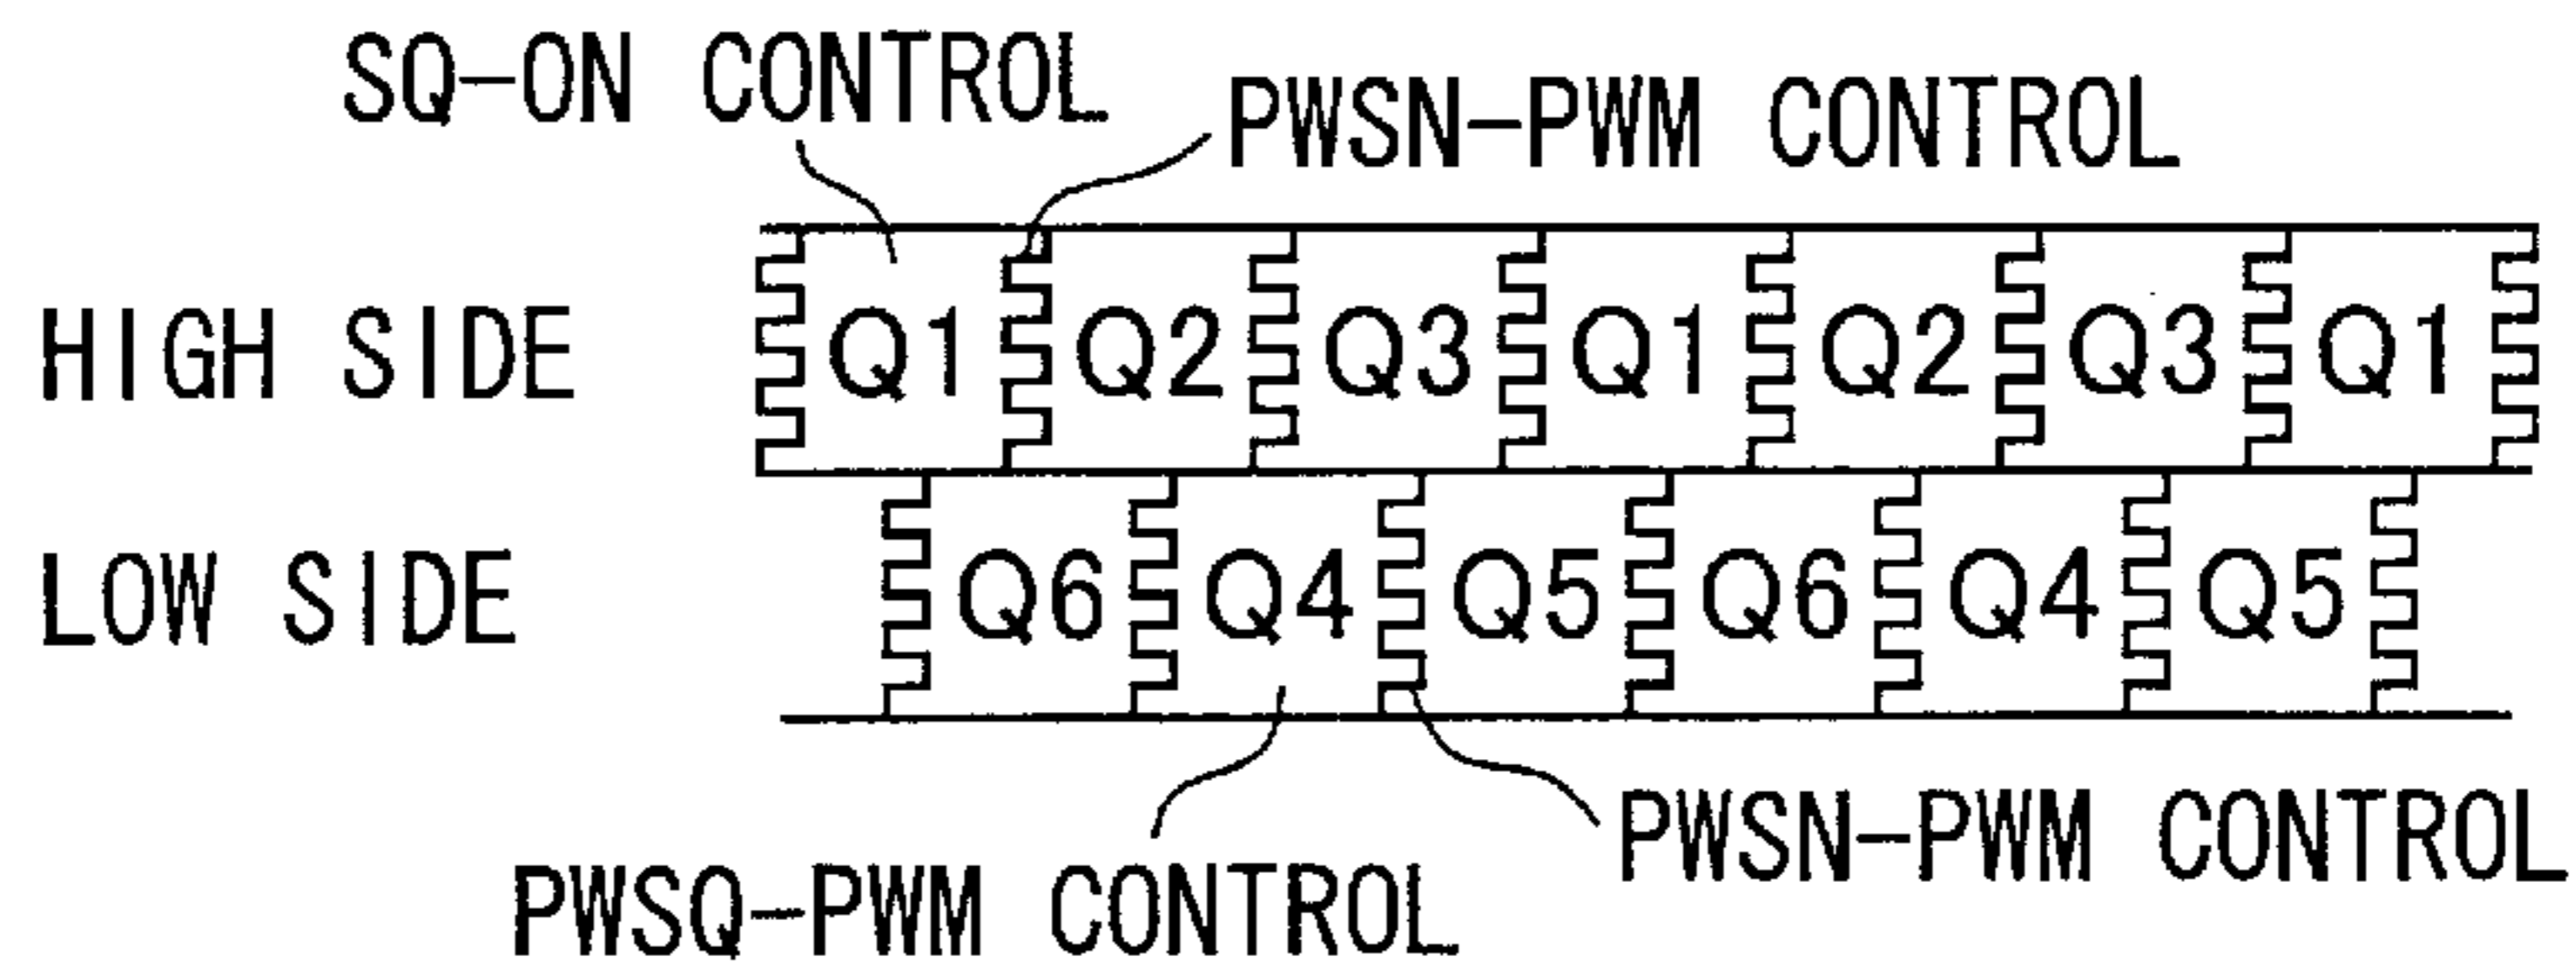 SQ-ON CONTROL
PWSN-PWM CONTROL
HIGH SIDE Q1 Q2 Q3 Q1 Q2 Q3 Q1
LOW SIDE Q6 Q4 Q5 Q6 Q4 Q5
PWSN-PWM CONTROL
PWSQ-PWM CONTROL